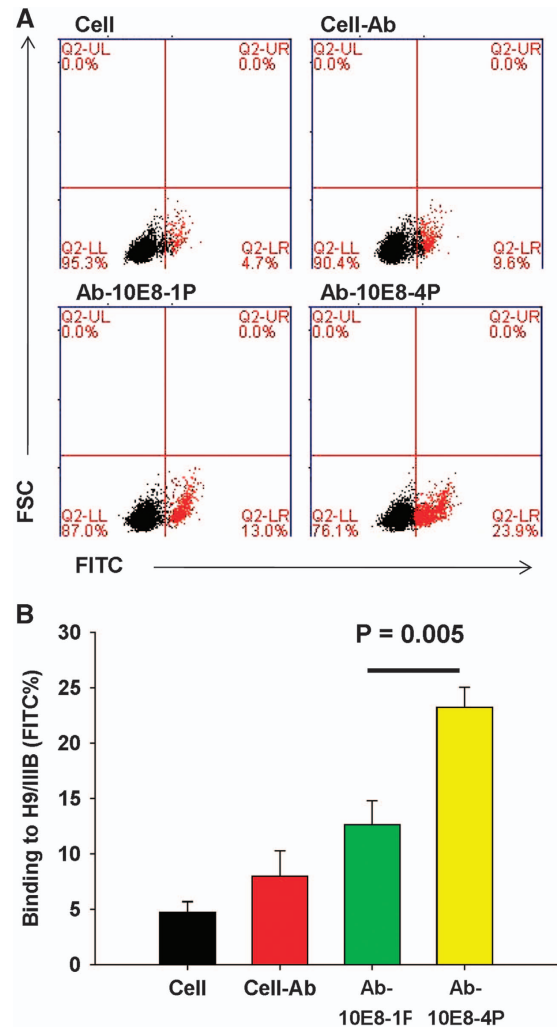 A
Cell
Cell-Ab
Q2-UL
0.0%
Q2-UR
0.0%
Q2-UL
0.0%
Q2-UR
0.0%
Q2-LL
95.3%
Q2-LR
4.7%
Q2-LL
90.4%
Q2-LR
9.6%
Ab-10E8-1P
Ab-10E8-4P
Q2-UL
0.0%
Q2-UR
0.0%
Q2-UL
0.0%
Q2-UR
0.0%
Q2-LL
87.0%
Q2-LR
13.0%
Q2-LL
76.1%
Q2-LR
23.9%
FSC
FITC
B
P = 0.005
Binding to H9/IIIB (FITC%)
30
25
20
15
10
5
0
Cell
Cell-Ab
Ab-
10E8-1F
Ab-
10E8-4P